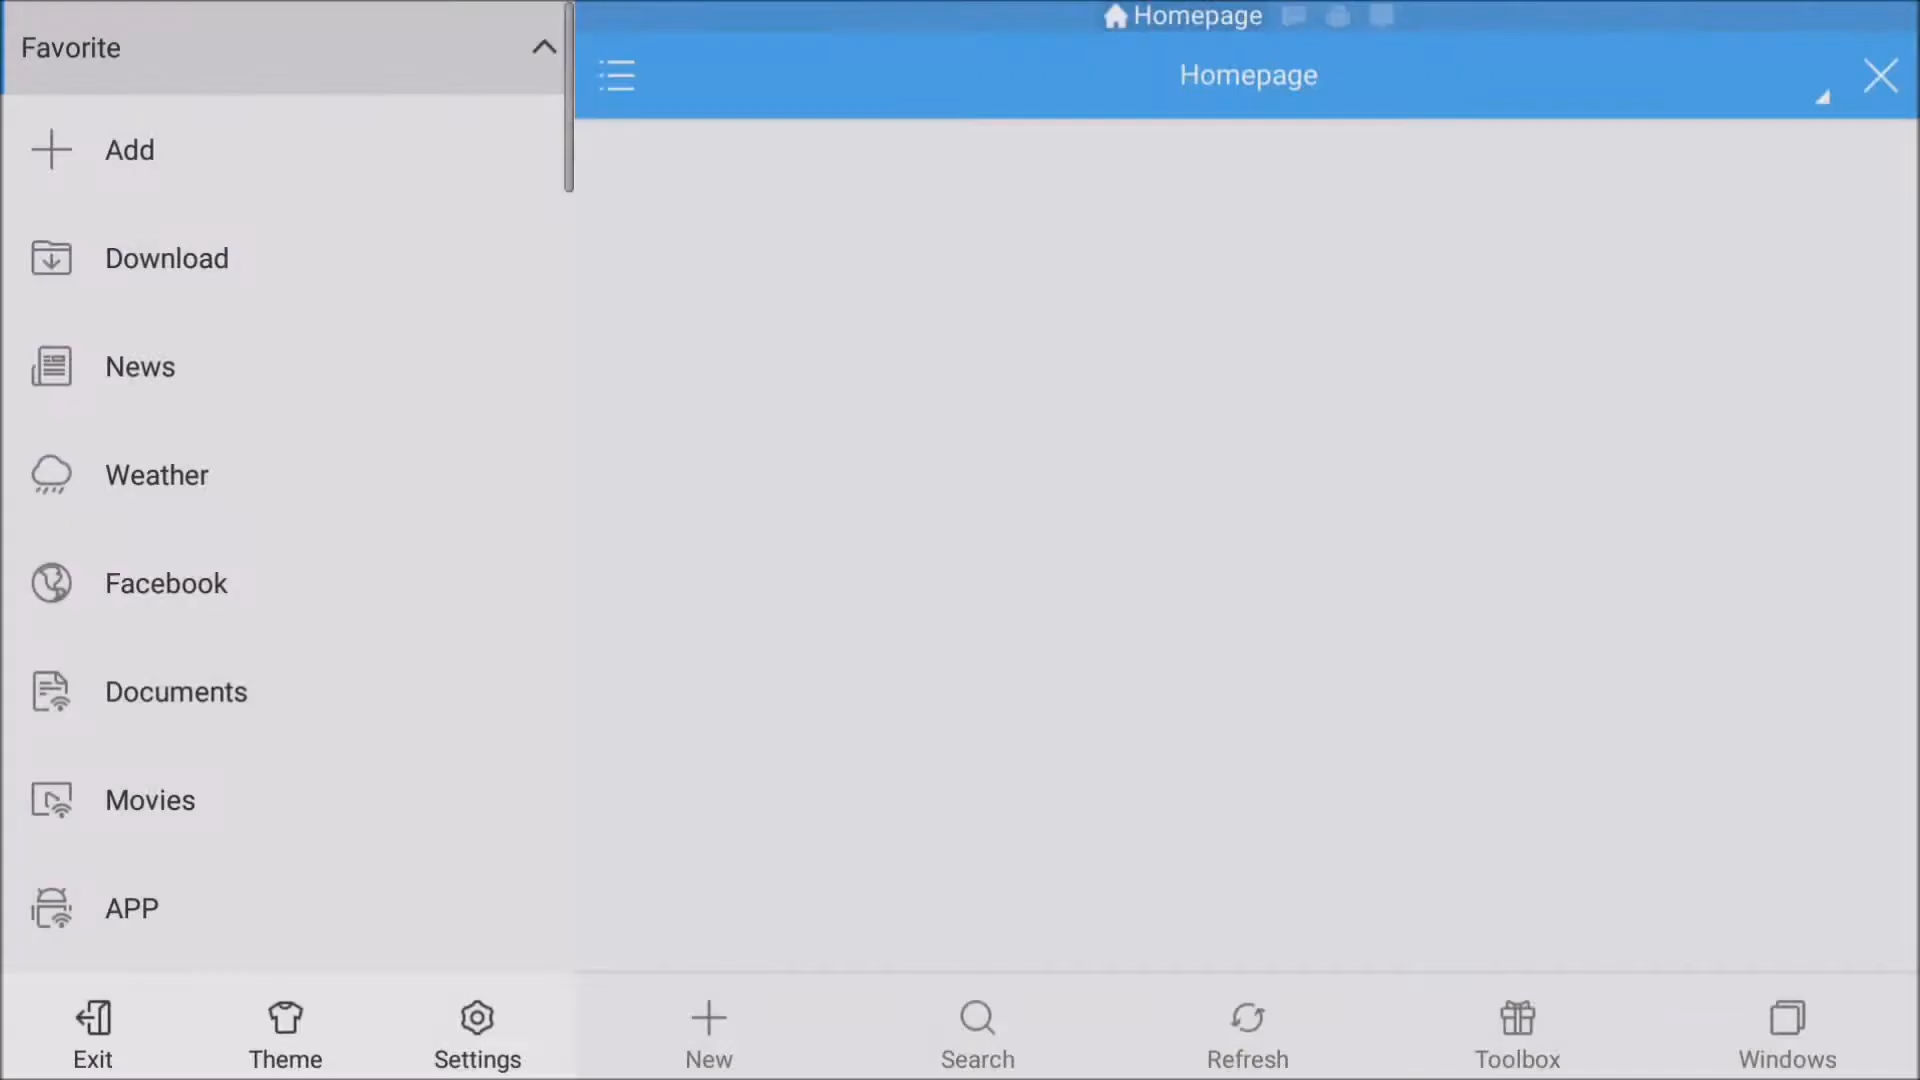 Favorite
Add
Download
News
Weather
Facebook
Documents
Movies
APP
Exit
Theme
Settings
Homepage
Homepage
New
Search
Refresh
Toolbox
Windows